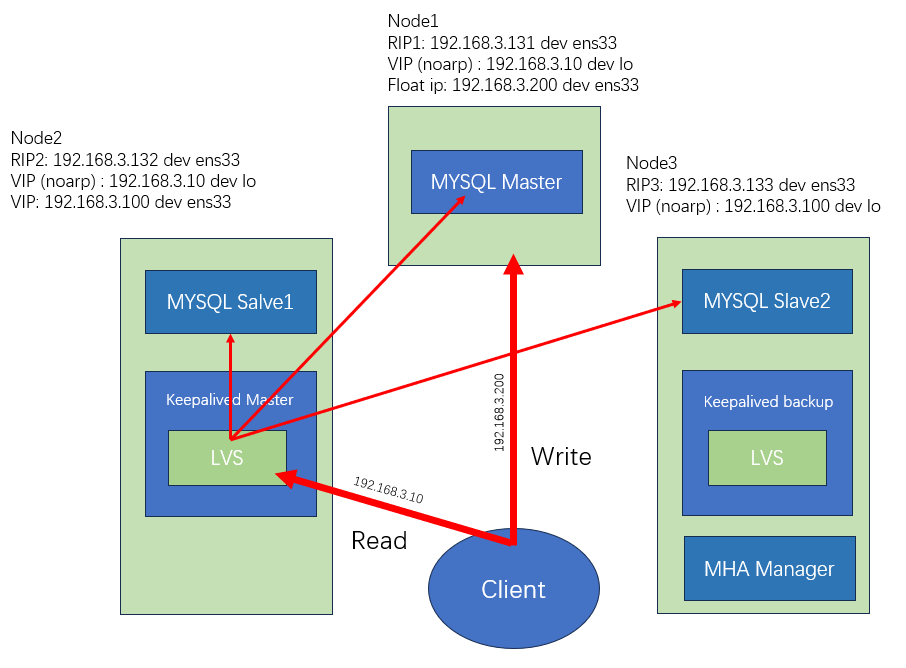 Node1
RIP1: 192.168.3.131 dev ens33
VIP (noarp) : 192.168.3.10 dev lo
Float ip: 192.168.3.200 dev ens33
Node2
RIP2: 192.168.3.132 dev ens33
VIP (noarp) : 192.168.3.10 dev lo
VIP: 192.168.3.100 dev ens33
Node3
RIP3: 192.168.3.133 dev ens33
VIP (noarp) : 192.168.3.100 dev lo
MYSQL Master
MYSQL Salve1
MYSQL Slave2
Keepalived Master
LVS
Keepalived backup
LVS
192.168.3.200
Write
192.168.3.10
Read
Client
MHA Manager